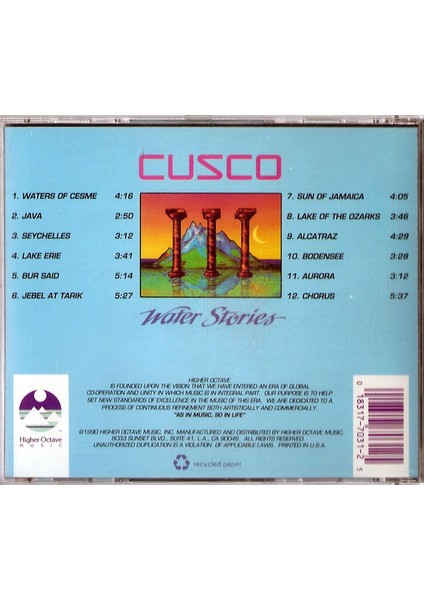 CUSCO
1. WATERS OF CESME 4:16
2. JAVA 2:50
3. SEYCHELLES 3:12
4. LAKE ERIE 3:41
5. BUR SAID 5:14
6. JEBEL AT TARIK 5:27
7. SUN OF JAMAICA 4:05
8. LAKE OF THE OZARKS 3:46
9. ALCATRAZ 4:29
10. BODENSEE 3:28
11. AURORA 3:12
12. CHORUS 5:37
Water Stories
Higher Octave
MUSIC
HIGHER OCTAVE
IS FOUNDED UPON THE VISION THAT WE HAVE ENTERED AN ERA OF GLOBAL
CO-OPERATION AND UNITY IN WHICH MUSIC IS AN INTEGRAL PART. OUR PURPOSE IS TO HELP
SET NEW STANDARDS OF EXCELLENCE IN THE MUSIC OF THIS ERA. WE ARE DEDICATED TO A
PROCESS OF CONTINUOUS REFINEMENT BOTH ARTISTICALLY AND COMMERCIALLY.
"AS IN MUSIC, SO IN LIFE"
©1990 HIGHER OCTAVE MUSIC, INC. MANUFACTURED AND DISTRIBUTED BY HIGHER OCTAVE MUSIC,
8033 SUNSET BLVD., SUITE 41, L.A., CA 90046. ALL RIGHTS RESERVED.
UNAUTHORIZED DUPLICATION IS A VIOLATION OF APPLICABLE LAWS. PRINTED IN U.S.A.
recycled paper
0 18317-7031-2 5